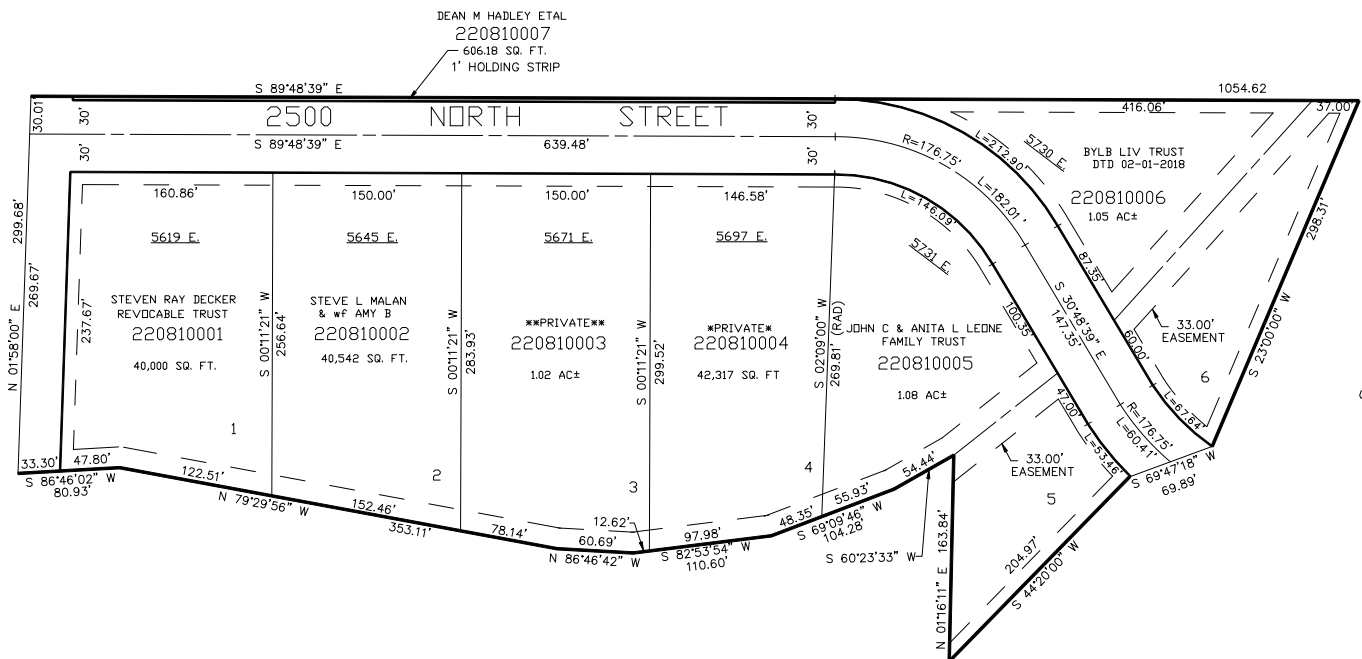 DEAN M HADLEY ETAL
220810007
606.18 SQ. FT.
1' HOLDING STRIP
S 89°48'39" E
1054.62
30.01
30'
2500 NORTH STREET
30'
416.06'
37.00'
S 89°48'39" E
639.48'
30'
30'
R=176.75'
L=212.90'
5730 E.
BYLB LIV TRUST
DTD 02-01-2018
220810006
1.05 AC±
L=182.01'
L=146.09'
160.86'
150.00'
150.00'
146.58'
5619 E.
5645 E.
5671 E.
5697 E.
5731 E.
299.68'
269.67'
N 01°58'00" E
237.67'
STEVEN RAY DECKER
REVOCABLE TRUST
220810001
40,000 SQ. FT.
S 00°11'21" W
256.64'
STEVE L MALAN
& wf AMY B
220810002
40,542 SQ. FT.
S 00°11'21" W
283.93'
**PRIVATE**
220810003
1.02 AC±
S 00°11'21" W
299.52'
*PRIVATE*
220810004
42,317 SQ. FT
S 02°09'00" W
269.81' (RAD)
JOHN C & ANITA L LEONE
FAMILY TRUST
220810005
1.08 AC±
100.35'
S 30°48'39" E
147.35'
87.35'
60.00'
33.00'
EASEMENT
298.31'
S 23°00'00" W
6
47.00'
L=53.46'
R=176.75'
L=60.41'
L=67.64'
S 69°47'18" W
69.89'
1
2
3
4
5
33.00'
EASEMENT
33.30'
47.80'
S 86°46'02" W
80.93'
122.51'
N 79°29'56" W
152.46'
353.11'
78.14'
60.69'
N 86°46'42" W
12.62'
97.98'
S 82°53'54" W
110.60'
48.35'
55.93'
S 69°09'46" W
104.28'
54.44'
S 60°23'33" W
N 01°16'11" E
163.84'
204.97'
S 44°20'00" W